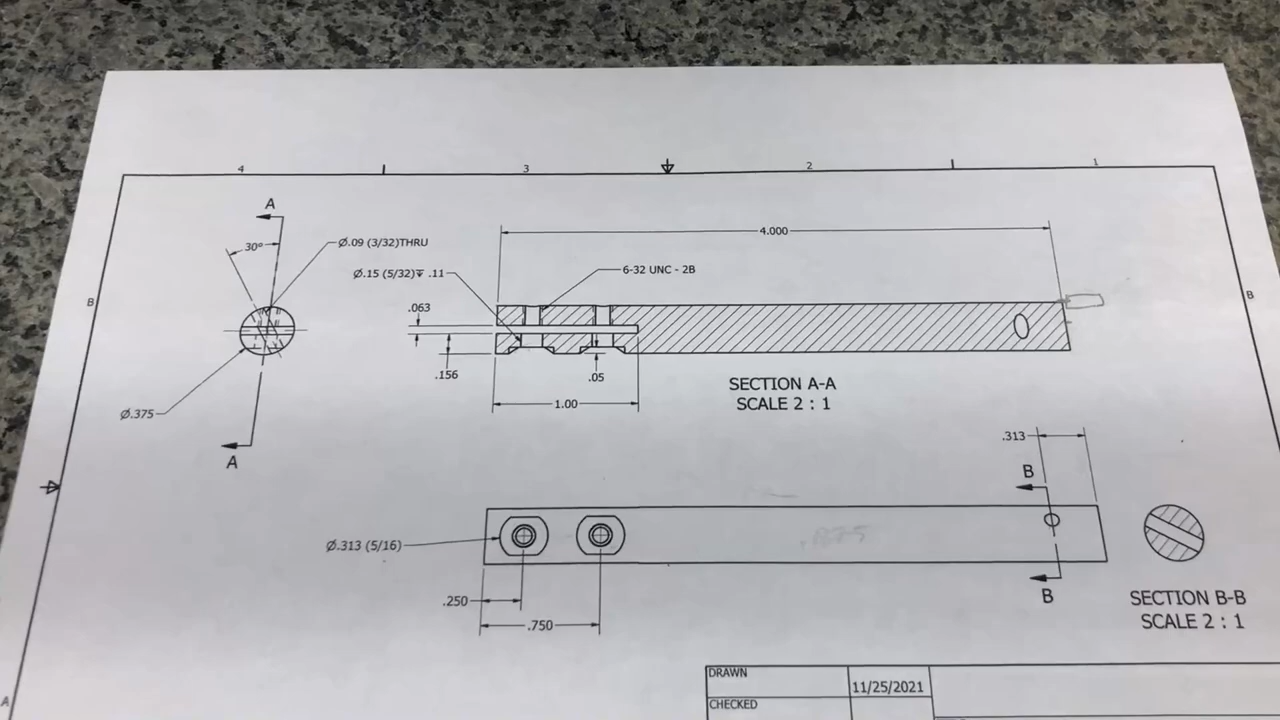 4 3 2 1
A
30°
Ø.09 (3/32)THRU
4.000
Ø.15 (5/32)↧ .11
6-32 UNC - 2B
B
B
.063
.156
.05
1.00
Ø.375
A
SECTION A-A
SCALE 2 : 1
.313
B
Ø.313 (5/16)
.250
.750
B
SECTION B-B
SCALE 2 : 1
A
DRAWN
11/25/2021
CHECKED